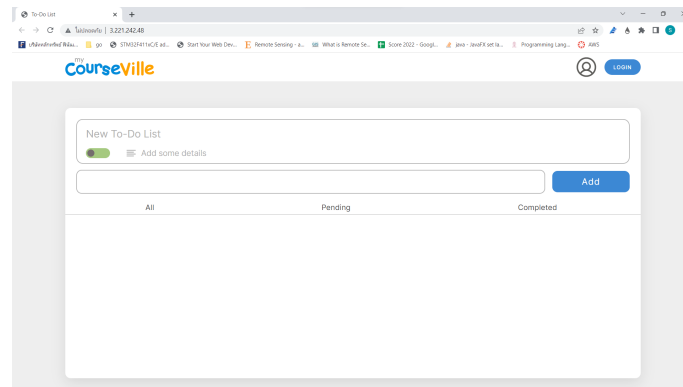 To-Do List
ไม่ปลอดภัย | 3.221.242.48
go STM32F411xC/E ad... Start Your Web Dev... Remote Sensing - a... What is Remote Se... Score 2022 - Googl... java - JavaFX set la... Programming Lang... AWS
my
CourseVille
LOGIN
New To-Do List
Add some details
Add
All Pending Completed